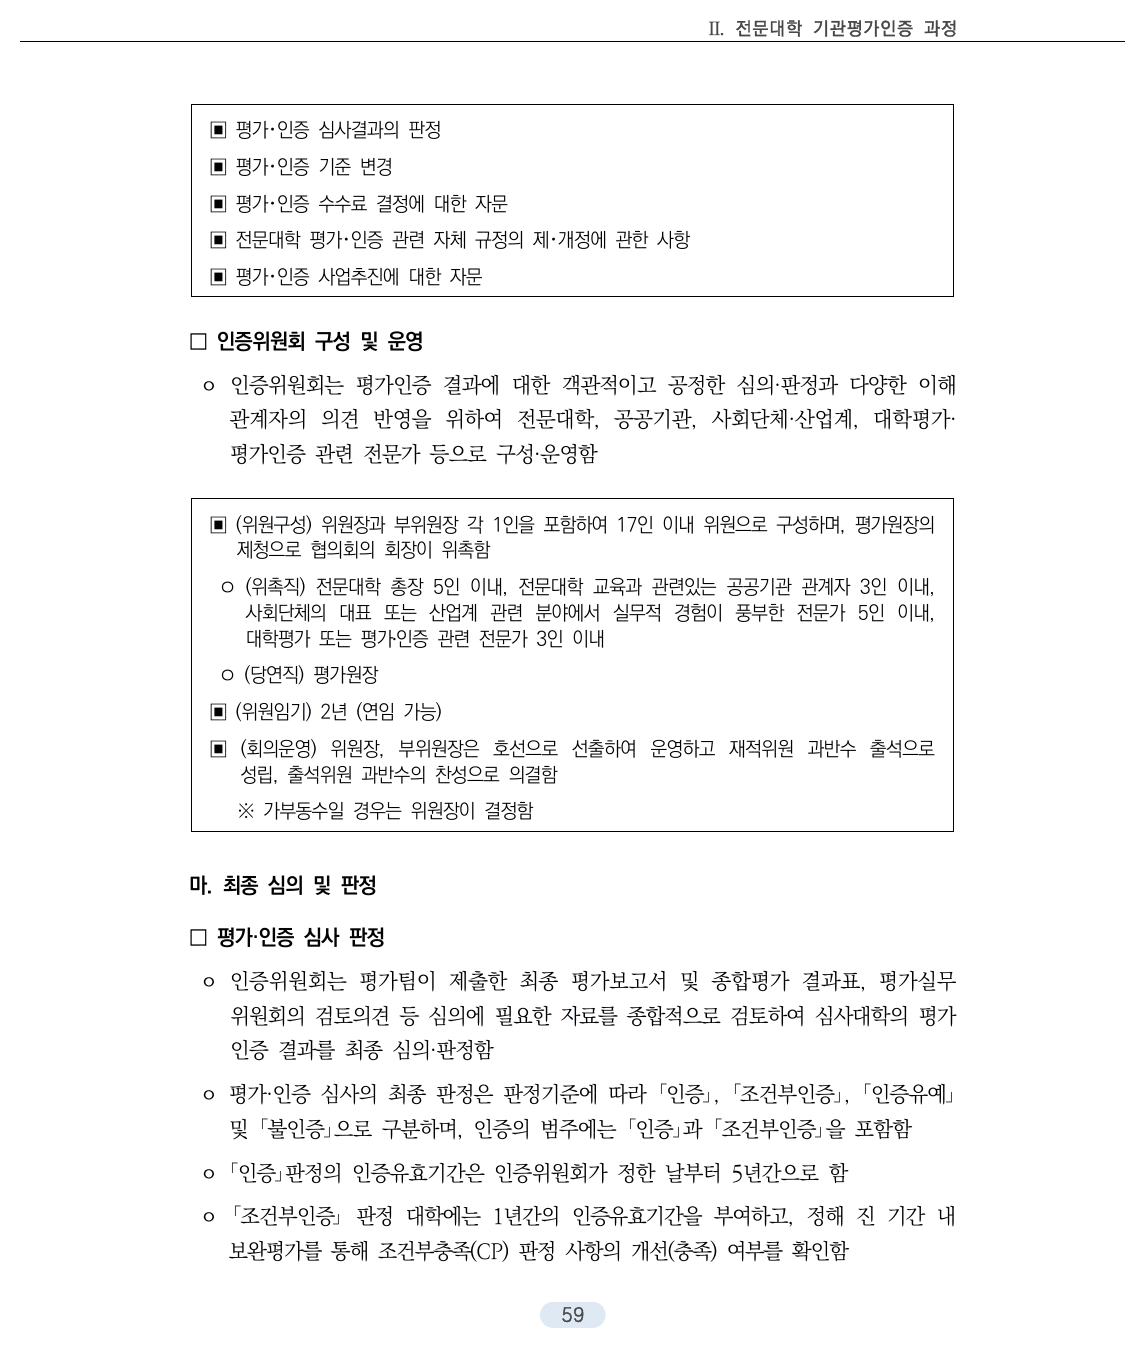 Ⅱ. 전문대학 기관평가인증 과정
▣ 평가·인증 심사결과의 판정
▣ 평가·인증 기준 변경
▣ 평가·인증 수수료 결정에 대한 자문
▣ 전문대학 평가·인증 관련 자체 규정의 제·개정에 관한 사항
▣ 평가·인증 사업추진에 대한 자문
□ 인증위원회 구성 및 운영
ㅇ 인증위원회는 평가인증 결과에 대한 객관적이고 공정한 심의·판정과 다양한 이해
관계자의 의견 반영을 위하여 전문대학, 공공기관, 사회단체·산업계, 대학평가·
평가인증 관련 전문가 등으로 구성·운영함
▣ (위원구성) 위원장과 부위원장 각 1인을 포함하여 17인 이내 위원으로 구성하며, 평가원장의
제청으로 협의회의 회장이 위촉함
ㅇ (위촉직) 전문대학 총장 5인 이내, 전문대학 교육과 관련있는 공공기관 관계자 3인 이내,
사회단체의 대표 또는 산업계 관련 분야에서 실무적 경험이 풍부한 전문가 5인 이내,
대학평가 또는 평가·인증 관련 전문가 3인 이내
ㅇ (당연직) 평가원장
▣ (위원임기) 2년 (연임 가능)
▣ (회의운영) 위원장, 부위원장은 호선으로 선출하여 운영하고 재적위원 과반수 출석으로
성립, 출석위원 과반수의 찬성으로 의결함
※ 가부동수일 경우는 위원장이 결정함
마. 최종 심의 및 판정
□ 평가·인증 심사 판정
ㅇ 인증위원회는 평가팀이 제출한 최종 평가보고서 및 종합평가 결과표, 평가실무
위원회의 검토의견 등 심의에 필요한 자료를 종합적으로 검토하여 심사대학의 평가
인증 결과를 최종 심의·판정함
ㅇ 평가·인증 심사의 최종 판정은 판정기준에 따라 「인증」, 「조건부인증」, 「인증유예」
및 「불인증」으로 구분하며, 인증의 범주에는 「인증」과 「조건부인증」을 포함함
ㅇ 「인증」판정의 인증유효기간은 인증위원회가 정한 날부터 5년간으로 함
ㅇ 「조건부인증」 판정 대학에는 1년간의 인증유효기간을 부여하고, 정해 진 기간 내
보완평가를 통해 조건부충족(CP) 판정 사항의 개선(충족) 여부를 확인함
59